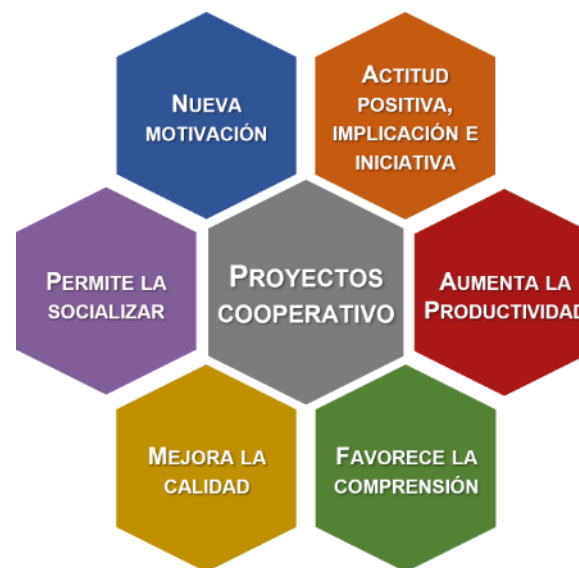 Nueva
motivación
Actitud
positiva,
implicación e
iniciativa
Permite la
socializar
Proyectos
cooperativo
Aumenta la
Productividad
Mejora la
calidad
Favorece la
comprensión